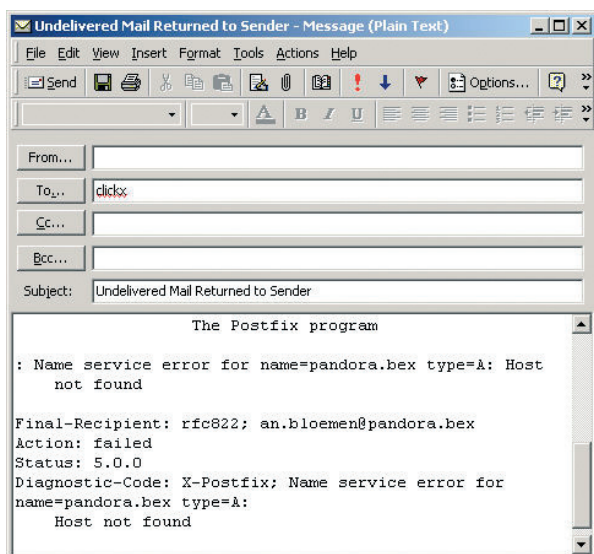 Undelivered Mail Returned to Sender - Message (Plain Text)
File Edit View Insert Format Tools Actions Help
Send Options...
A B I U
From...
To... clickx
Cc...
Bcc...
Subject: Undelivered Mail Returned to Sender
The Postfix program
: Name service error for name=pandora.bex type=A: Host
not found
Final-Recipient: rfc822; an.bloemen@pandora.bex
Action: failed
Status: 5.0.0
Diagnostic-Code: X-Postfix; Name service error for
name=pandora.bex type=A:
Host not found